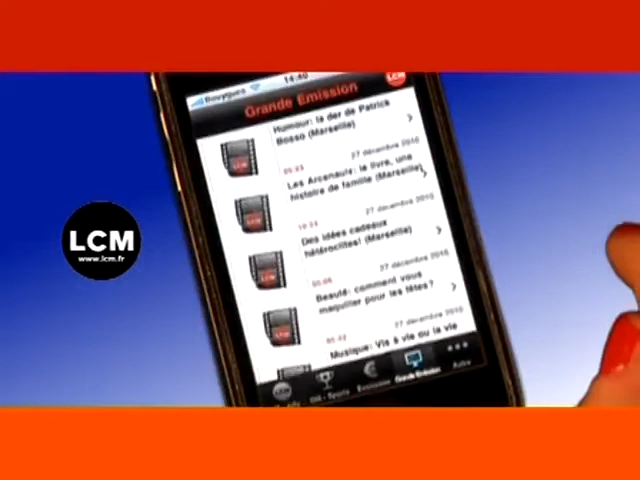 Bouygues 14:40
Grande Emission
LCM
Humour: la der de Patrick
Bosso (Marseille)
27 décembre 2010
Les Arcenaulx: le livre, une
histoire de famille (Marseille)
27 décembre 2010
Des idées cadeaux
hétéroclites! (Marseille)
27 décembre 2010
Beauté: comment vous
maquiller pour les fêtes?
27 décembre 2010
Musique: Vis à vie ou la vie
LCM
www.lcm.fr
Grande Emission
Autre